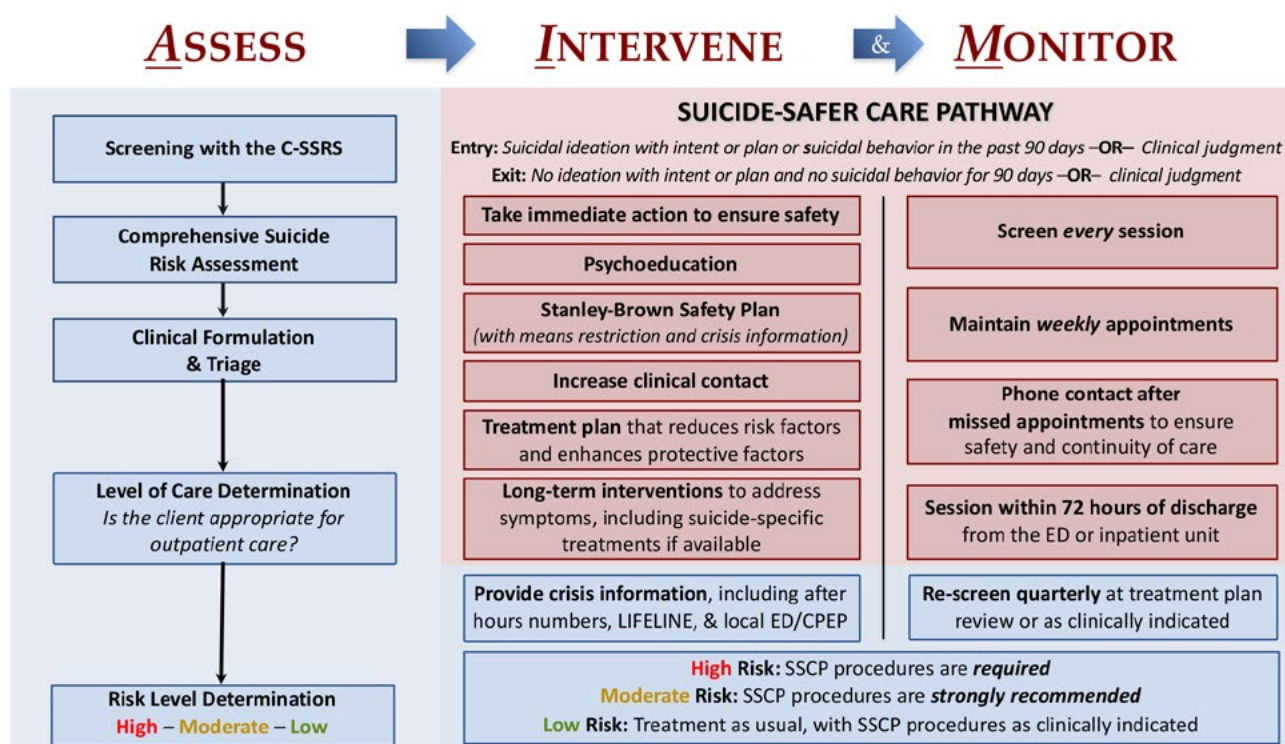 ASSESS
INTERVENE
&
MONITOR
Screening with the C-SSRS
Comprehensive Suicide
Risk Assessment
Clinical Formulation
& Triage
Level of Care Determination
Is the client appropriate for
outpatient care?
Risk Level Determination
High – Moderate – Low
SUICIDE-SAFER CARE PATHWAY
Entry: Suicidal ideation with intent or plan or suicidal behavior in the past 90 days –OR– Clinical judgment
Exit: No ideation with intent or plan and no suicidal behavior for 90 days –OR– clinical judgment
Take immediate action to ensure safety
Psychoeducation
Stanley-Brown Safety Plan
(with means restriction and crisis information)
Increase clinical contact
Treatment plan that reduces risk factors
and enhances protective factors
Long-term interventions to address
symptoms, including suicide-specific
treatments if available
Provide crisis information, including after
hours numbers, LIFELINE, & local ED/CPEP
Screen every session
Maintain weekly appointments
Phone contact after
missed appointments to ensure
safety and continuity of care
Session within 72 hours of discharge
from the ED or inpatient unit
Re-screen quarterly at treatment plan
review or as clinically indicated
High Risk: SSCP procedures are required
Moderate Risk: SSCP procedures are strongly recommended
Low Risk: Treatment as usual, with SSCP procedures as clinically indicated